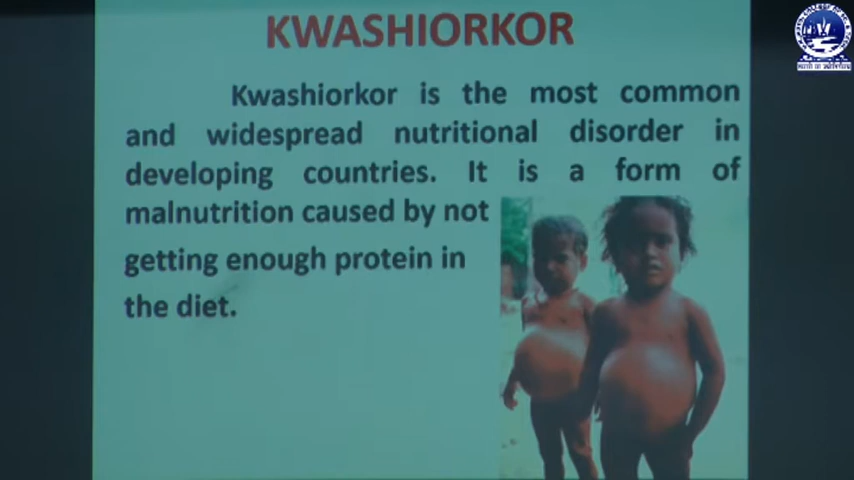 KWASHIORKOR
Kwashiorkor is the most common
and widespread nutritional disorder in
developing countries. It is a form of
malnutrition caused by not
getting enough protein in
the diet.